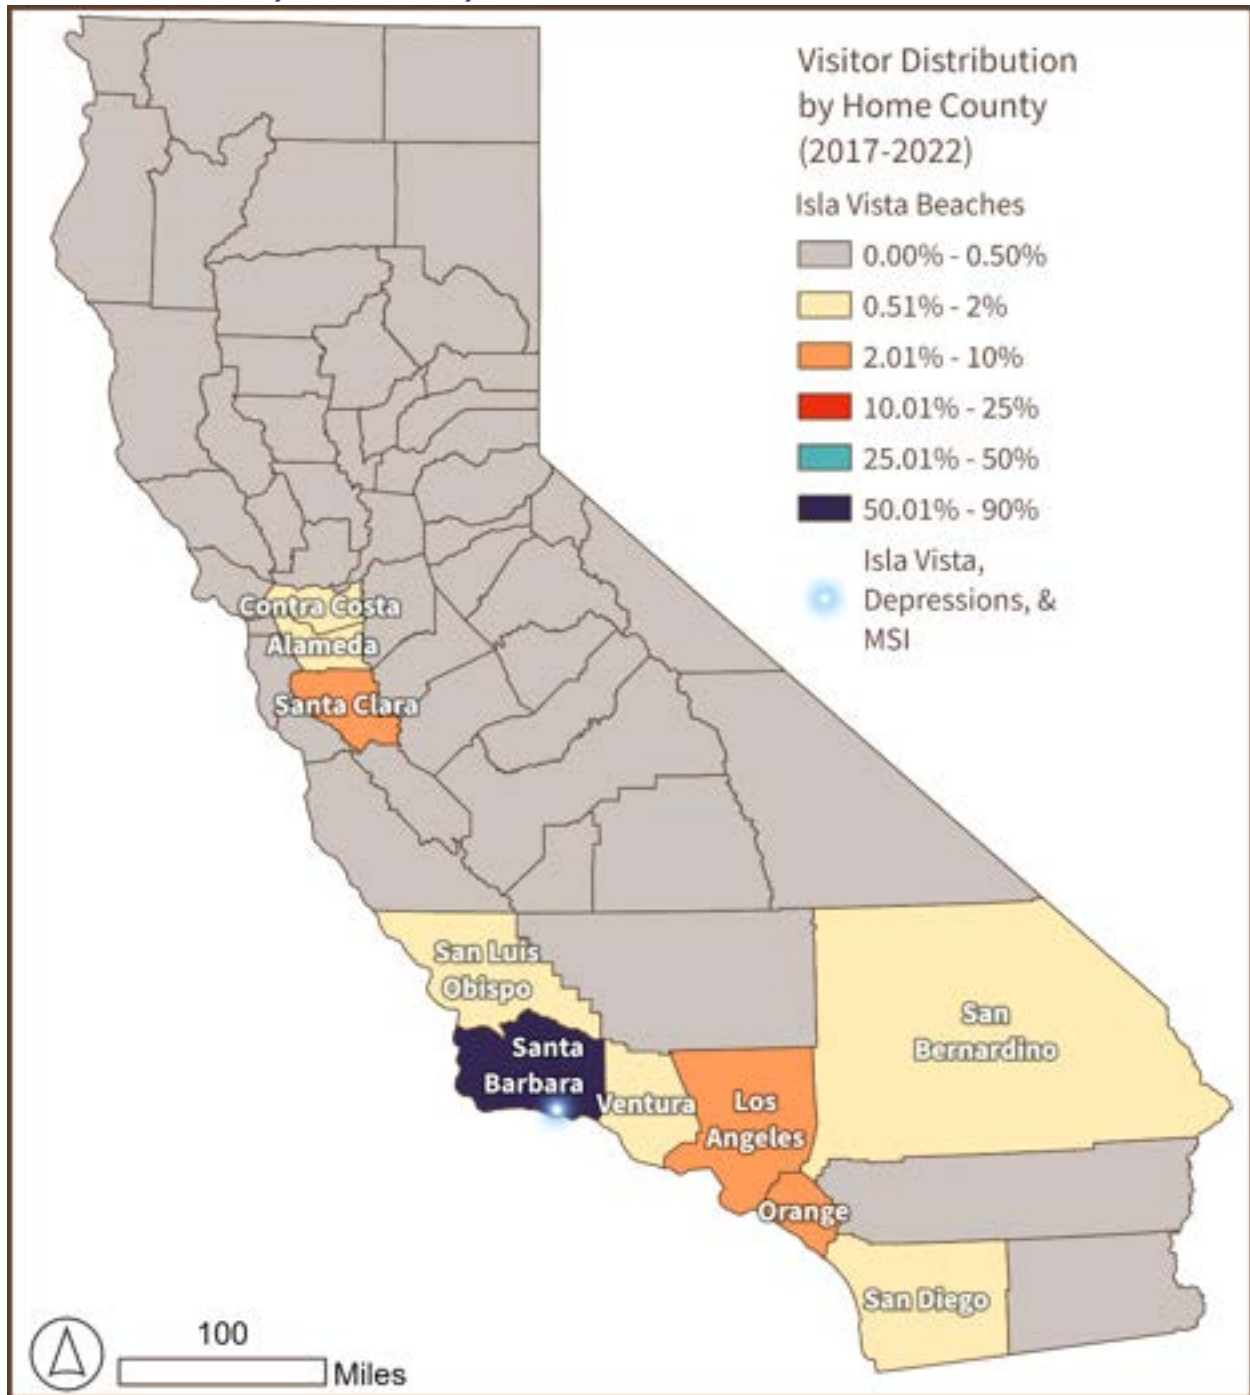 Visitor Distribution
by Home County
(2017-2022)
Isla Vista Beaches
0.00% - 0.50%
0.51% - 2%
2.01% - 10%
10.01% - 25%
25.01% - 50%
50.01% - 90%
Isla Vista,
Depressions, &
MSI
Contra Costa
Alameda
Santa Clara
San Luis
Obispo
San
Bernardino
Santa
Barbara
Ventura
Los
Angeles
Orange
San Diego
100
Miles